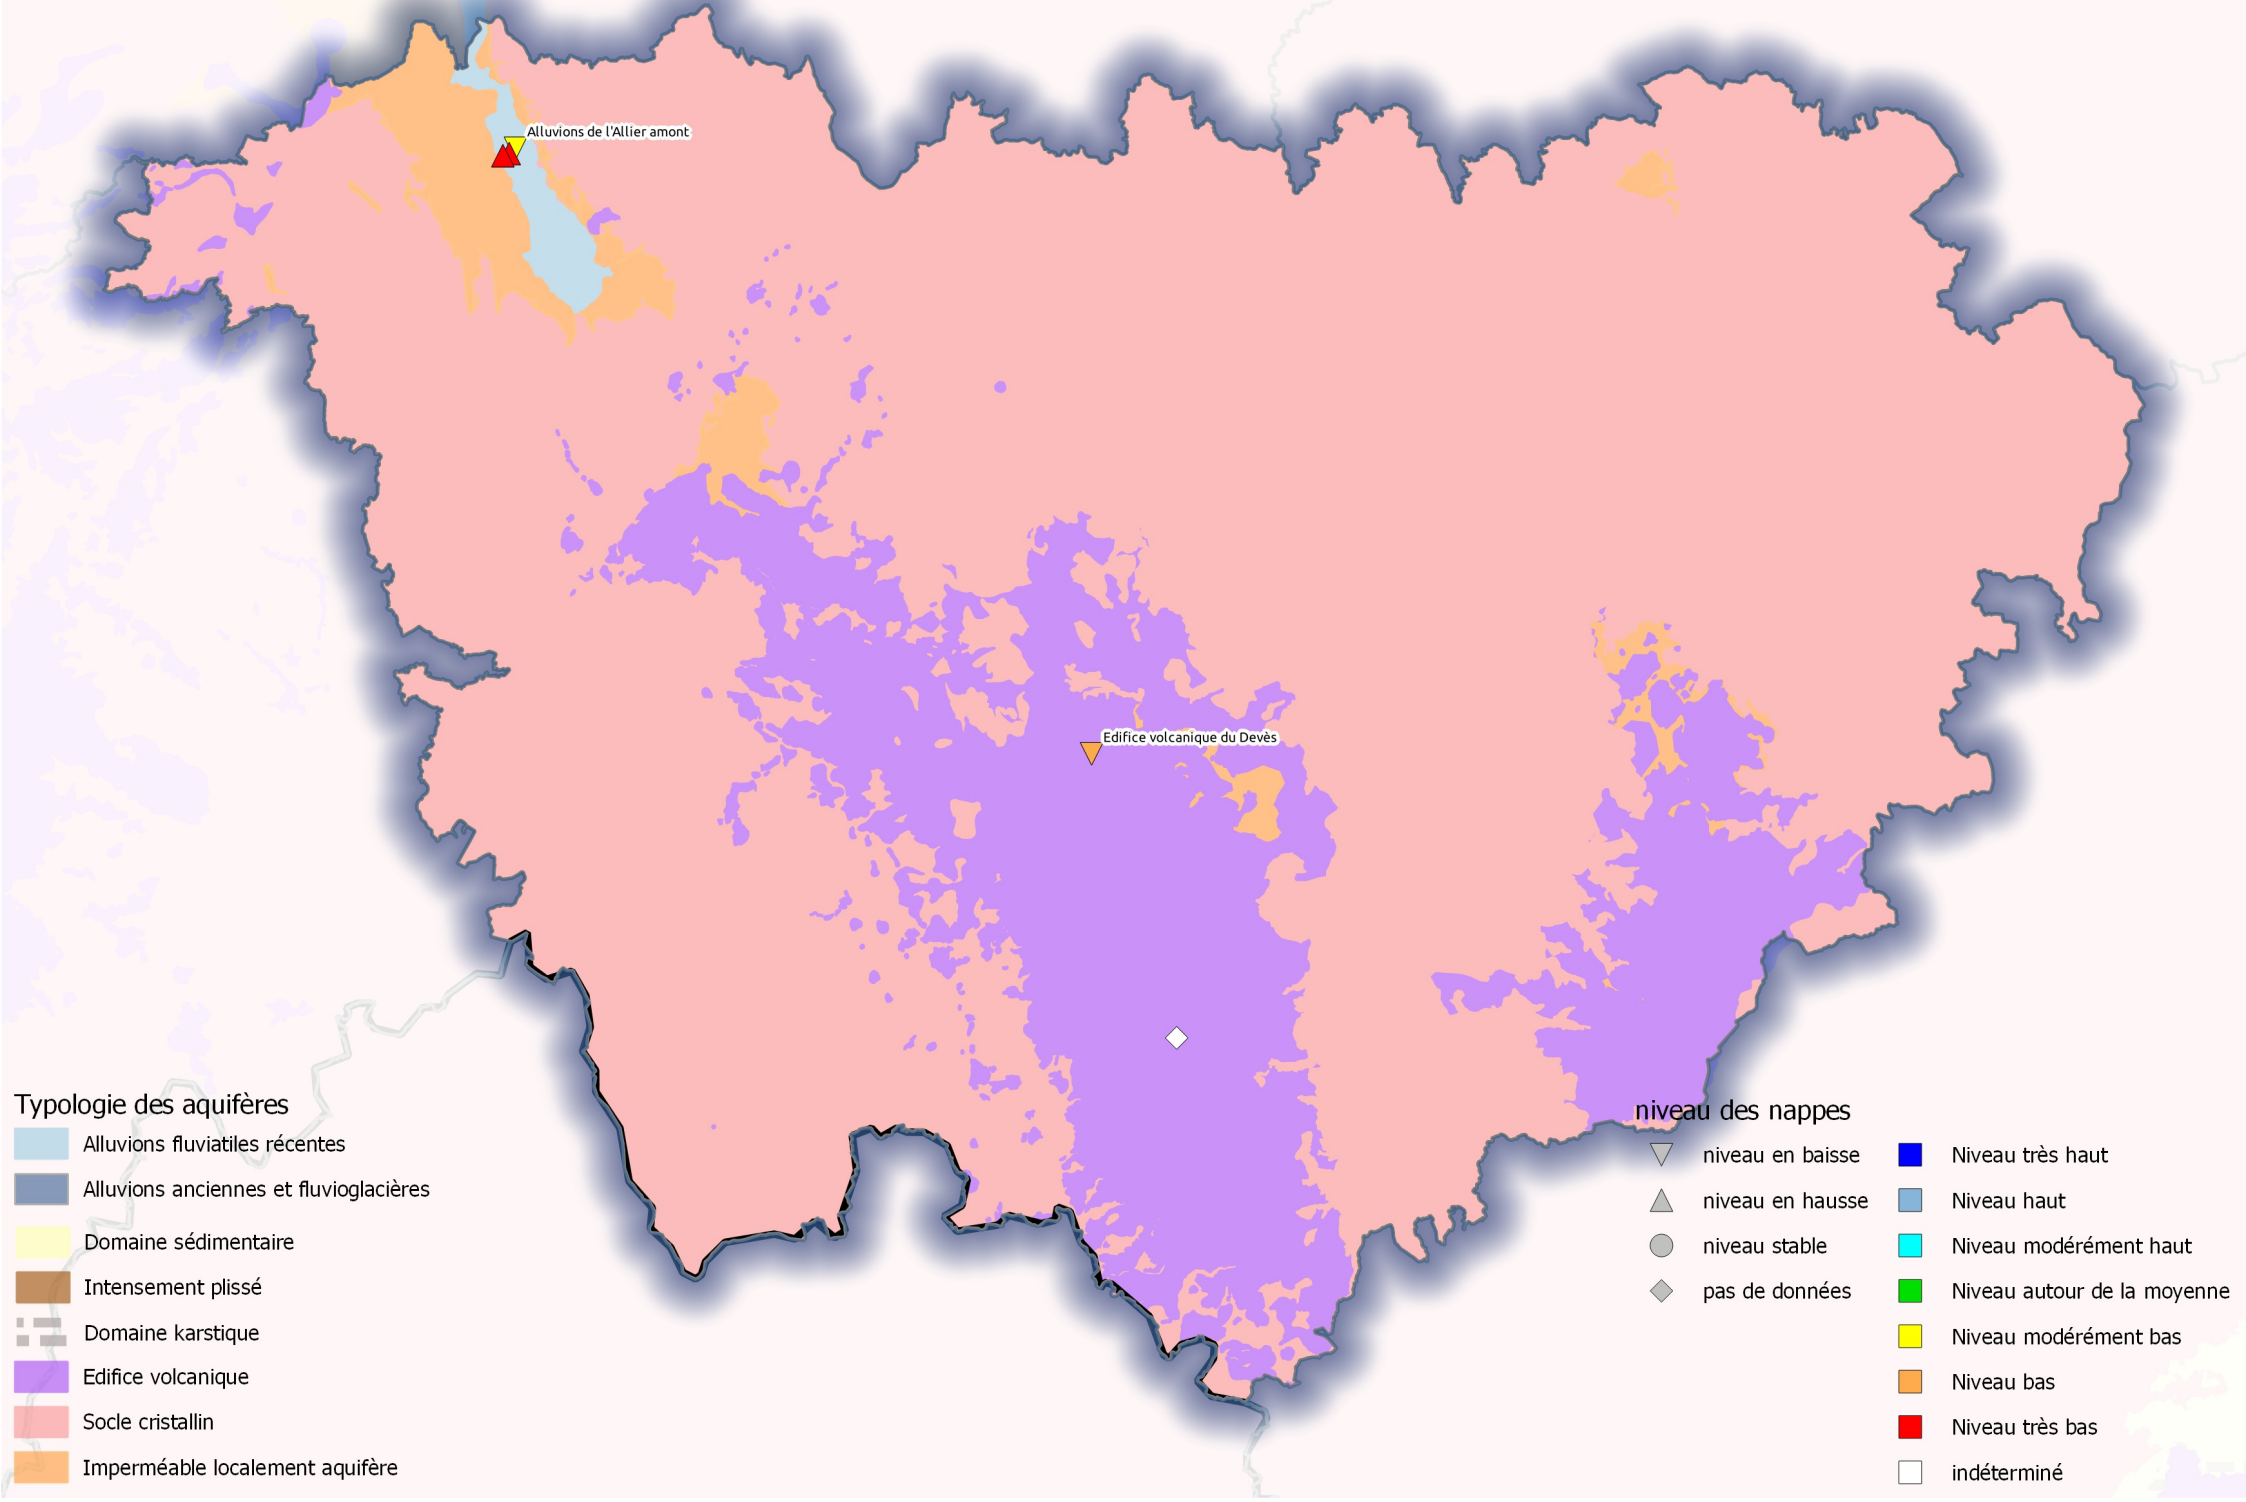 Alluvions de l'Allier amont
Edifice volcanique du Devès
Typologie des aquifères
Alluvions fluviatiles récentes
Alluvions anciennes et fluvioglacières
Domaine sédimentaire
Intensement plissé
Domaine karstique
Edifice volcanique
Socle cristallin
Imperméable localement aquifère
niveau des nappes
niveau en baisse
niveau en hausse
niveau stable
pas de données
Niveau très haut
Niveau haut
Niveau modérément haut
Niveau autour de la moyenne
Niveau modérément bas
Niveau bas
Niveau très bas
indéterminé